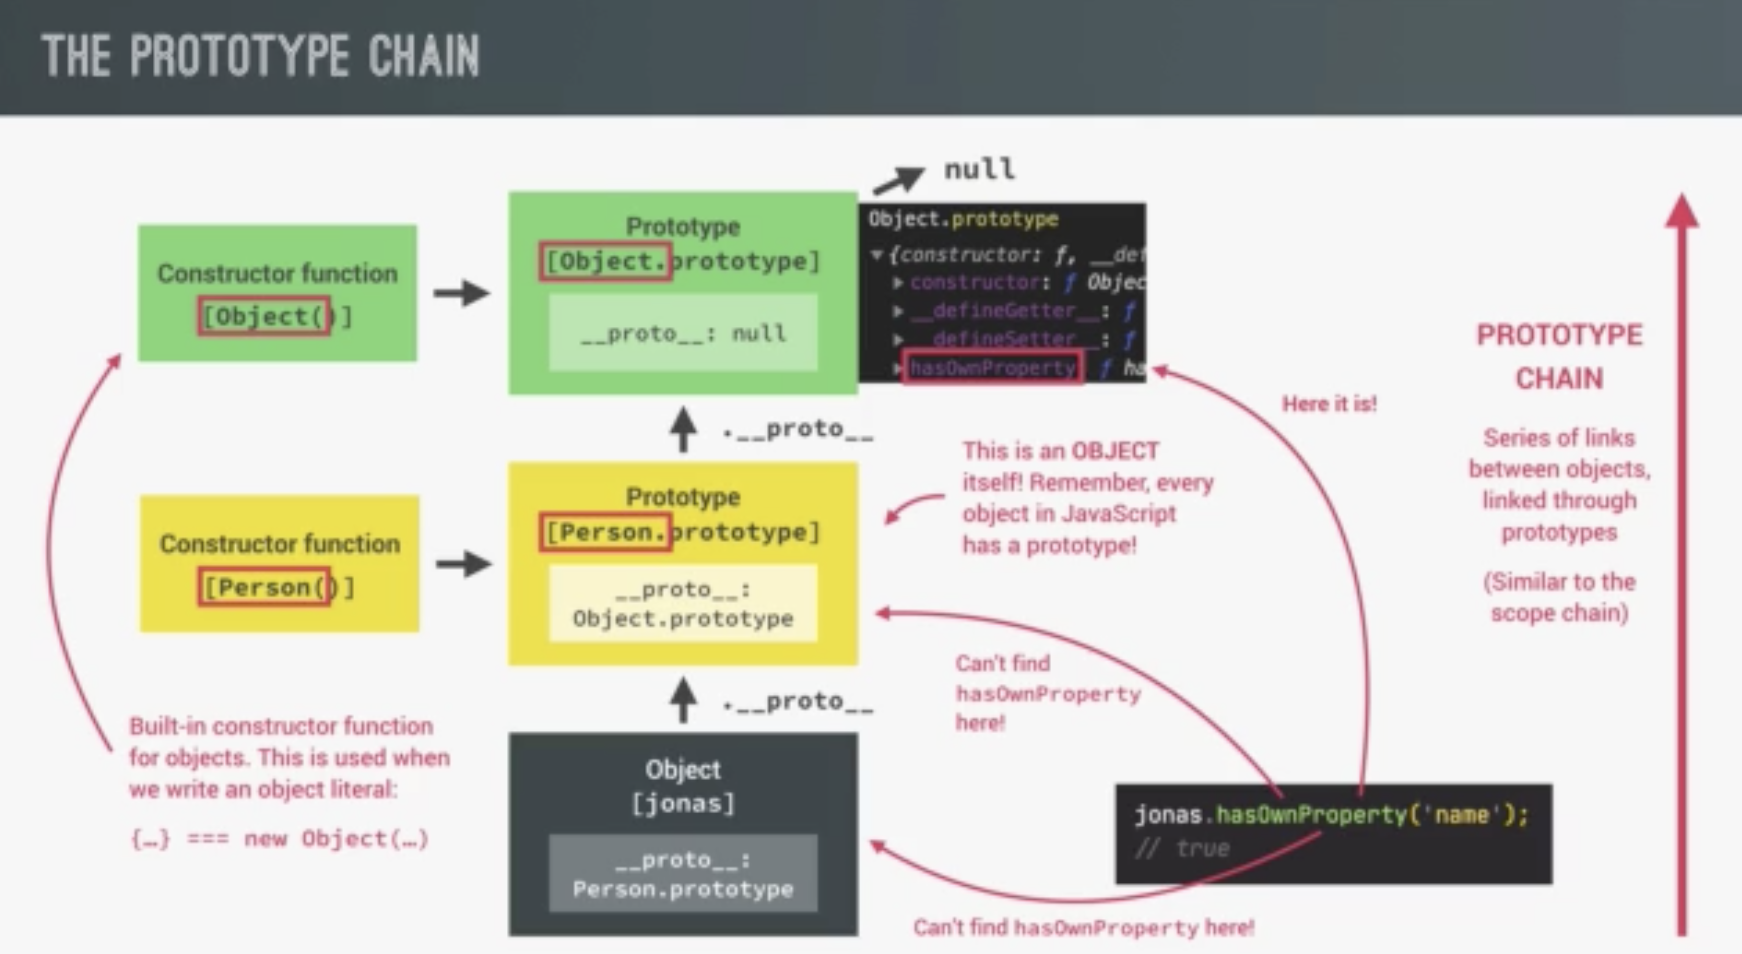 THE PROTOTYPE CHAIN
null
Constructor function
[Object()]
Prototype
[Object.prototype]
__proto__: null
Object.prototype
▼{constructor: ƒ, __def
▶constructor: ƒ Objec
▶__defineGetter__: ƒ
▶__defineSetter__: ƒ
▶hasOwnProperty ƒ ha
.__proto__
Here it is!
Constructor function
[Person()]
Prototype
[Person.prototype]
__proto__:
Object.prototype
This is an OBJECT
itself! Remember, every
object in JavaScript
has a prototype!
Can't find
hasOwnProperty
here!
.__proto__
Built-in constructor function
for objects. This is used when
we write an object literal:
{…} === new Object(…)
Object
[jonas]
__proto__:
Person.prototype
jonas.hasOwnProperty('name');
// true
Can't find hasOwnProperty here!
PROTOTYPE
CHAIN
Series of links
between objects,
linked through
prototypes
(Similar to the
scope chain)